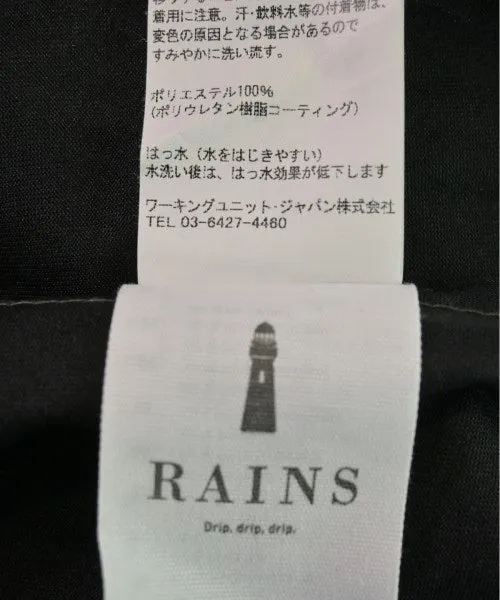 着用に注意。汗・飲料水等の付着物は、
変色の原因となる場合があるので
すみやかに洗い流す。
ポリエステル100%
(ポリウレタン樹脂コーティング)
はっ水（水をはじきやすい）
水洗い後は、はっ水効果が低下します
ワーキングユニット・ジャパン株式会社
TEL 03-6427-4460
RAINS
Drip, drip, drip.